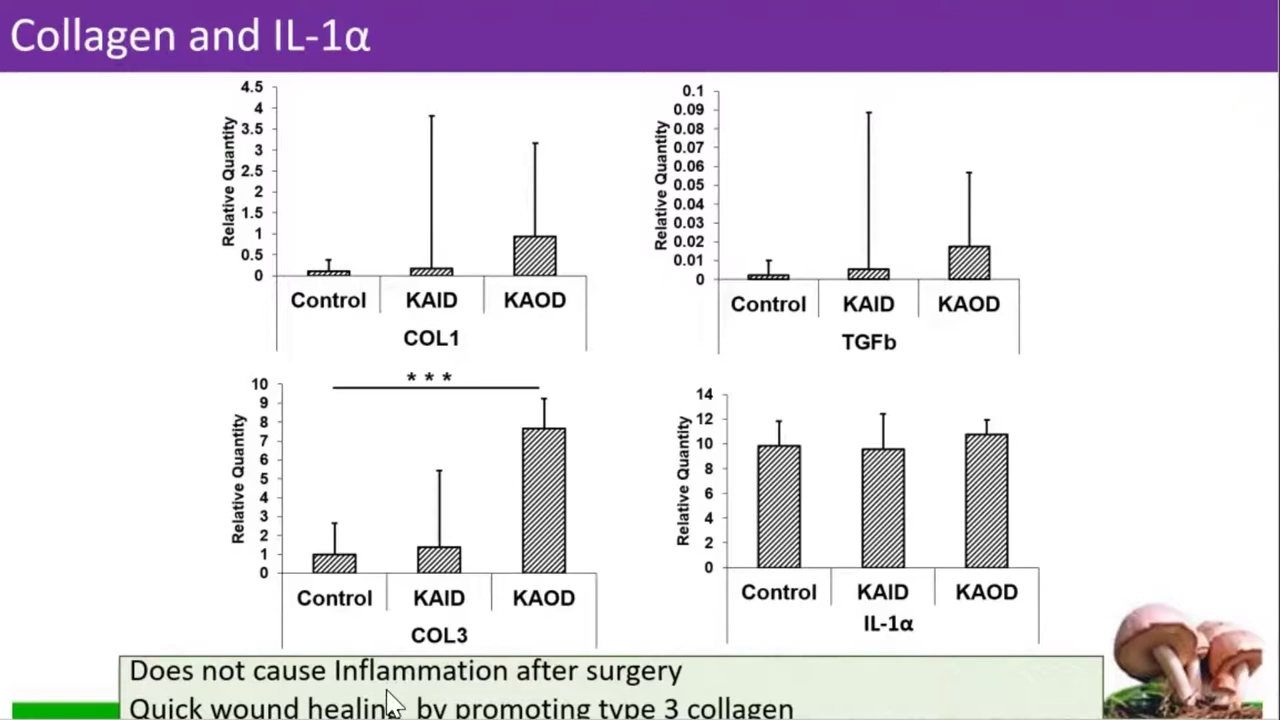 Collagen and IL-1α
4.5
4
3.5
3
2.5
2
1.5
1
0.5
0
Relative Quantity
Control KAID KAOD
COL1
0.1
0.09
0.08
0.07
0.06
0.05
0.04
0.03
0.02
0.01
0
Relative Quantity
Control KAID KAOD
TGFb
* * *
10
9
8
7
6
5
4
3
2
1
0
Relative Quantity
Control KAID KAOD
COL3
14
12
10
8
6
4
2
0
Relative Quantity
Control KAID KAOD
IL-1α
Does not cause Inflammation after surgery
Quick wound healing by promoting type 3 collagen